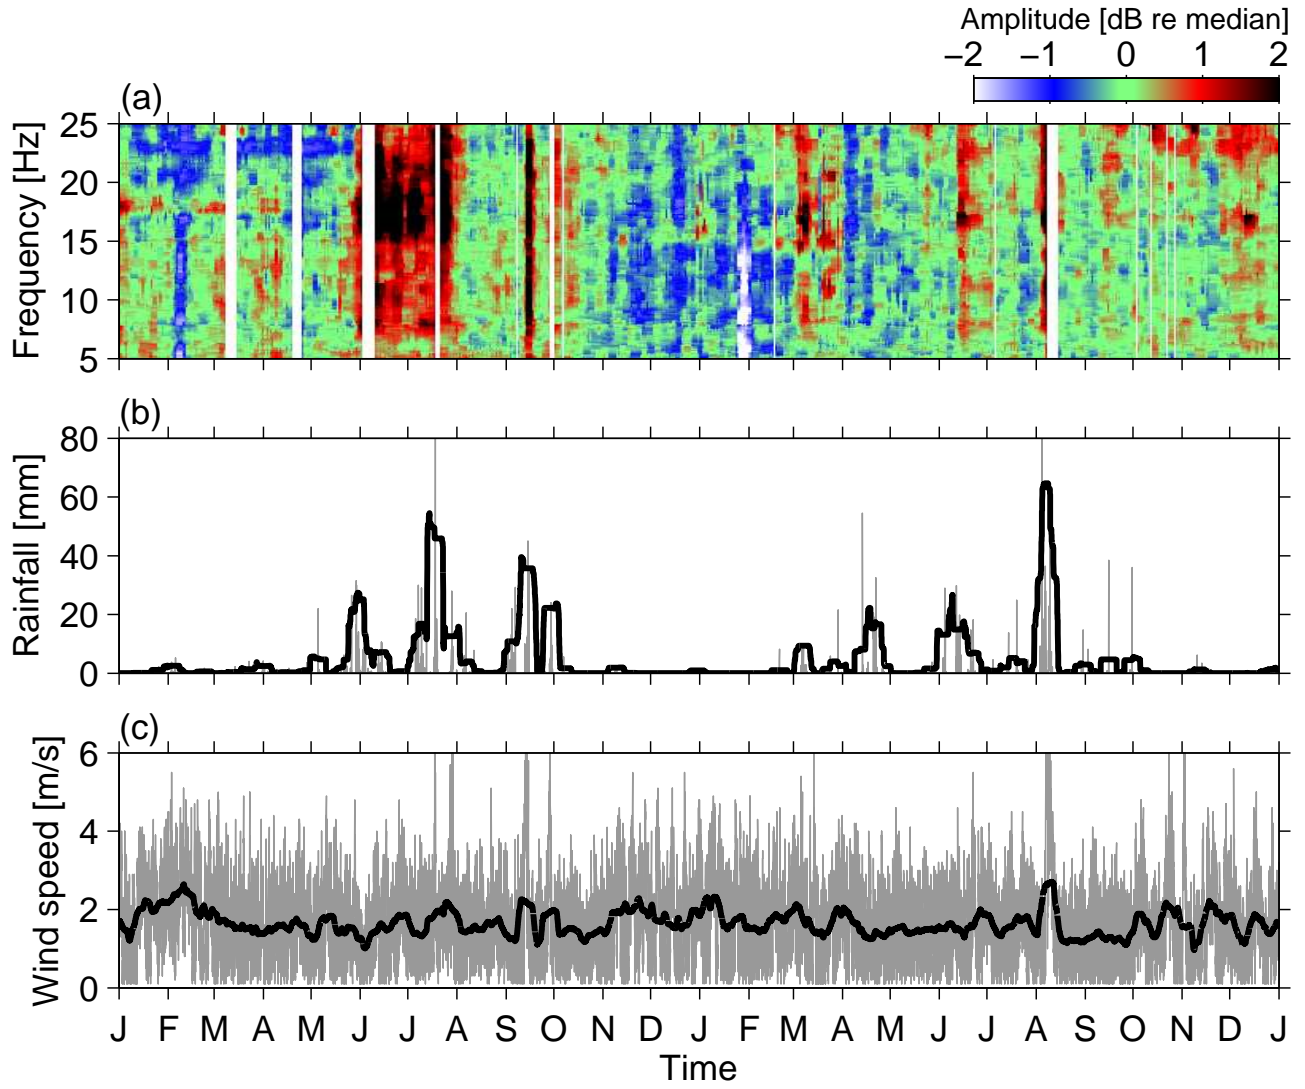 Amplitude [dB re median]
−2 −1 0 1 2
(a)
Frequency [Hz]
25
20
15
10
5
(b)
Rainfall [mm]
80
60
40
20
0
(c)
Wind speed [m/s]
6
4
2
0
J F M A M J J A S O N D J F M A M J J A S O N D J
Time